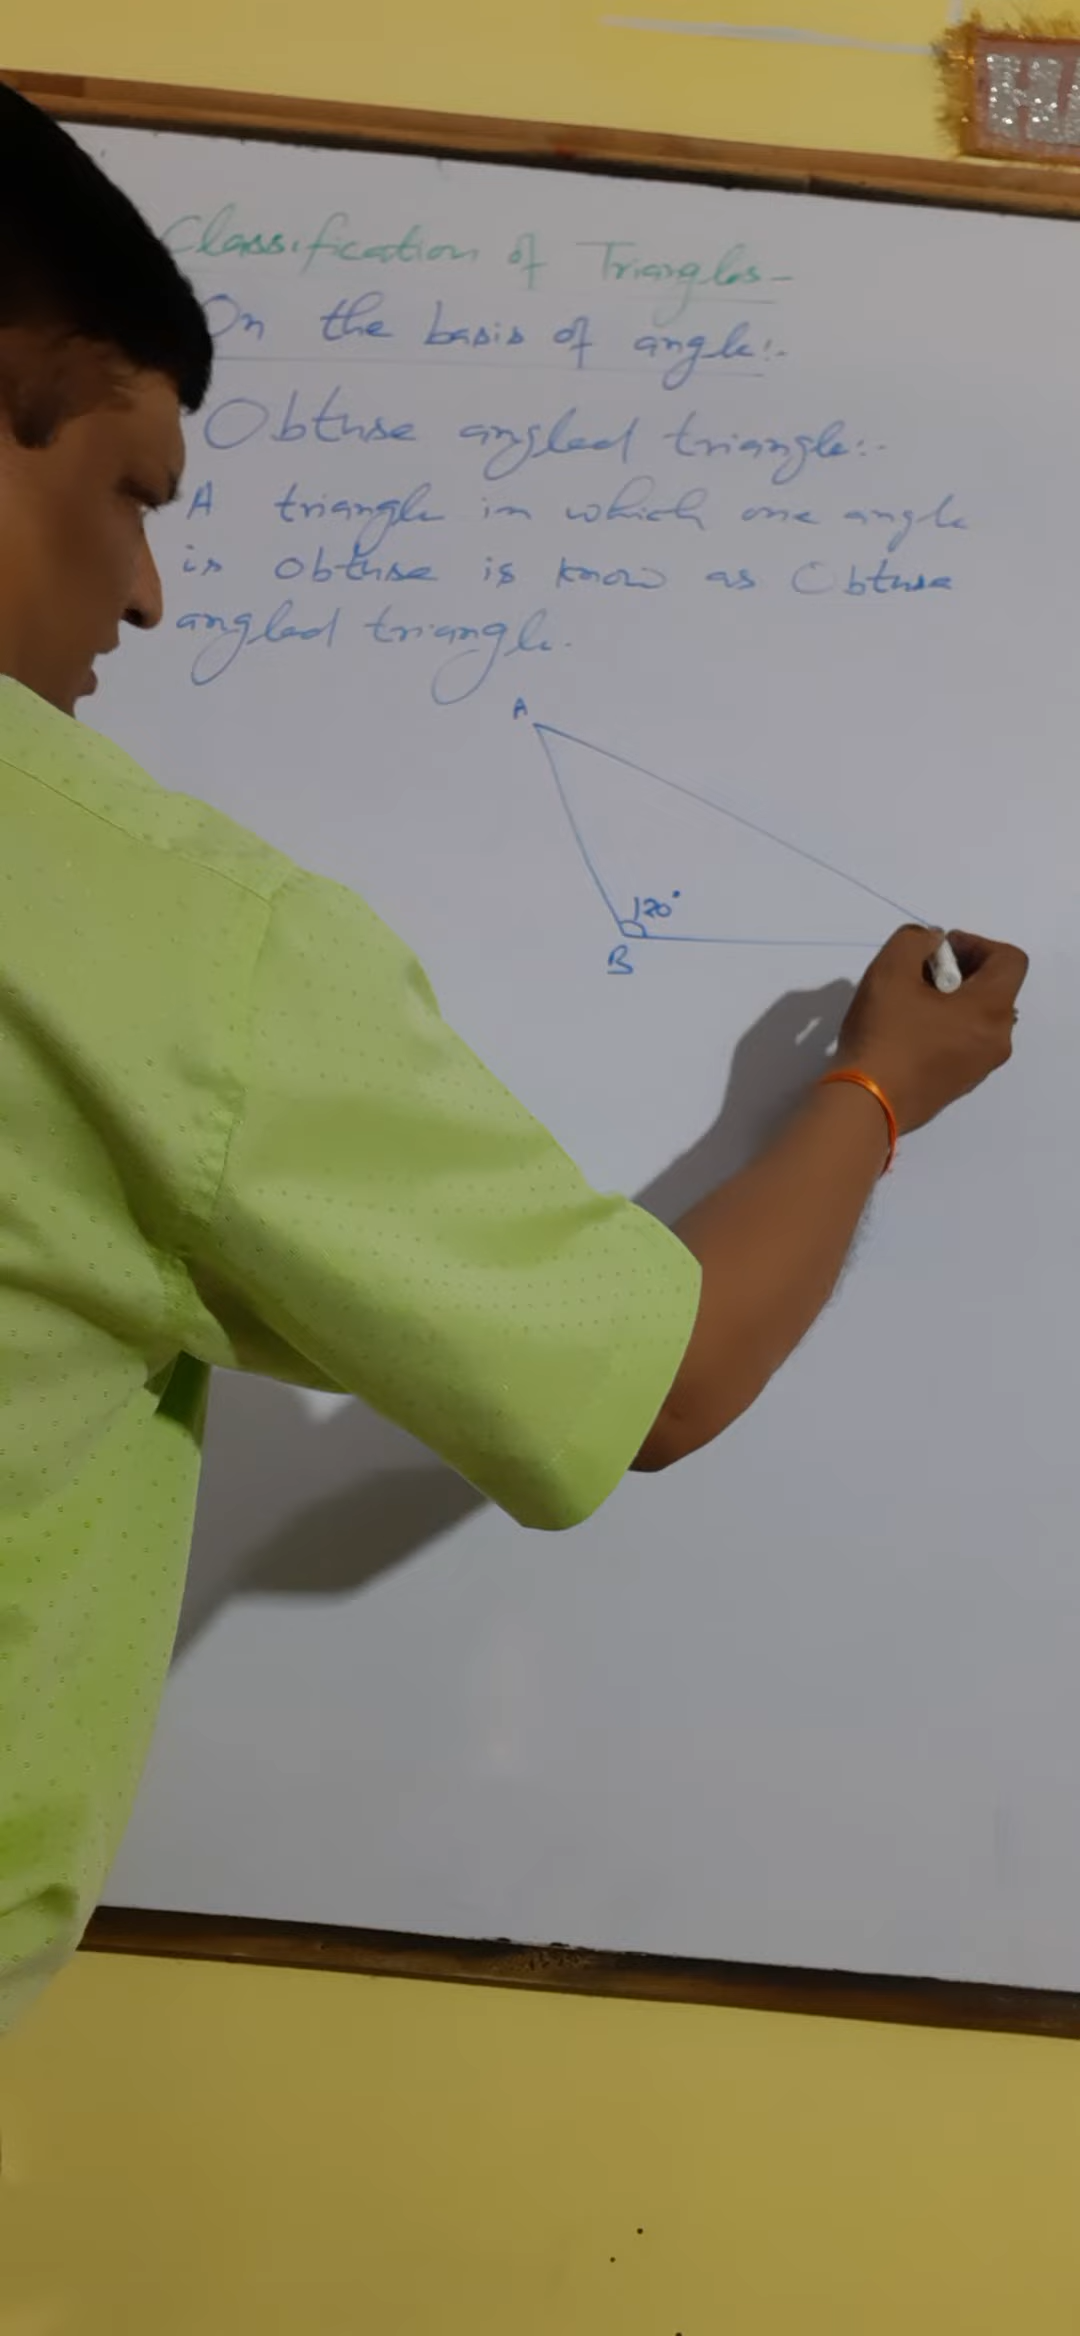 Classification of Triangles-
On the basis of angle:-
Obtuse angled triangle:-
A triangle in which one angle
is obtuse is know as Obtuse
angled triangle.
A
120°
B